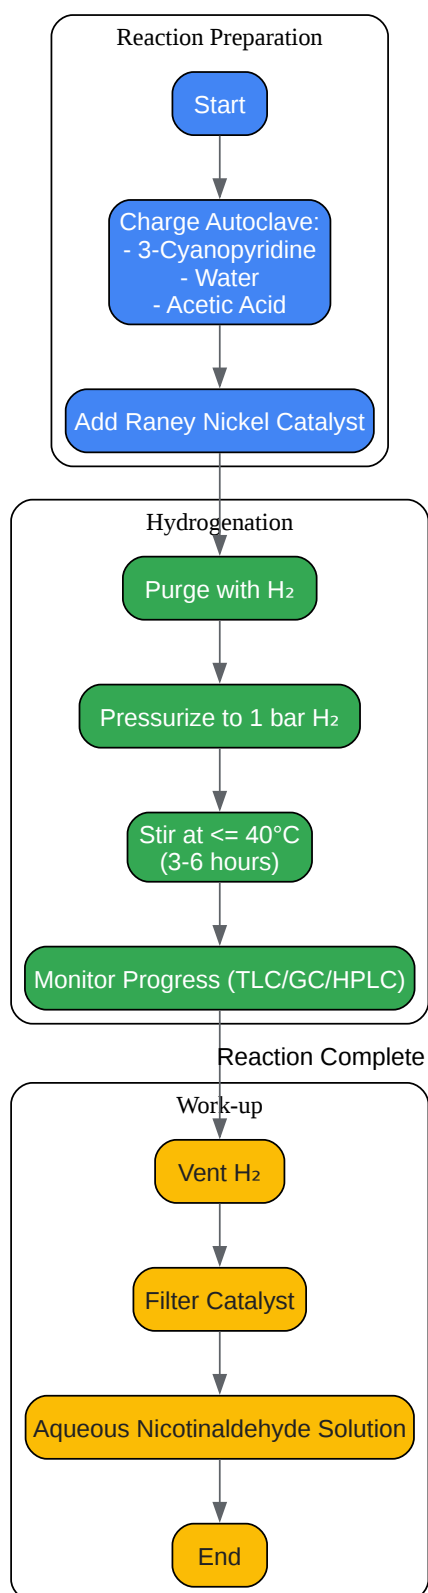 Reaction Preparation
Start
Charge Autoclave:
- 3-Cyanopyridine
- Water
- Acetic Acid
Add Raney Nickel Catalyst
Hydrogenation
Purge with H₂
Pressurize to 1 bar H₂
Stir at <= 40°C
(3-6 hours)
Monitor Progress (TLC/GC/HPLC)
Reaction Complete
Work-up
Vent H₂
Filter Catalyst
Aqueous Nicotinaldehyde Solution
End